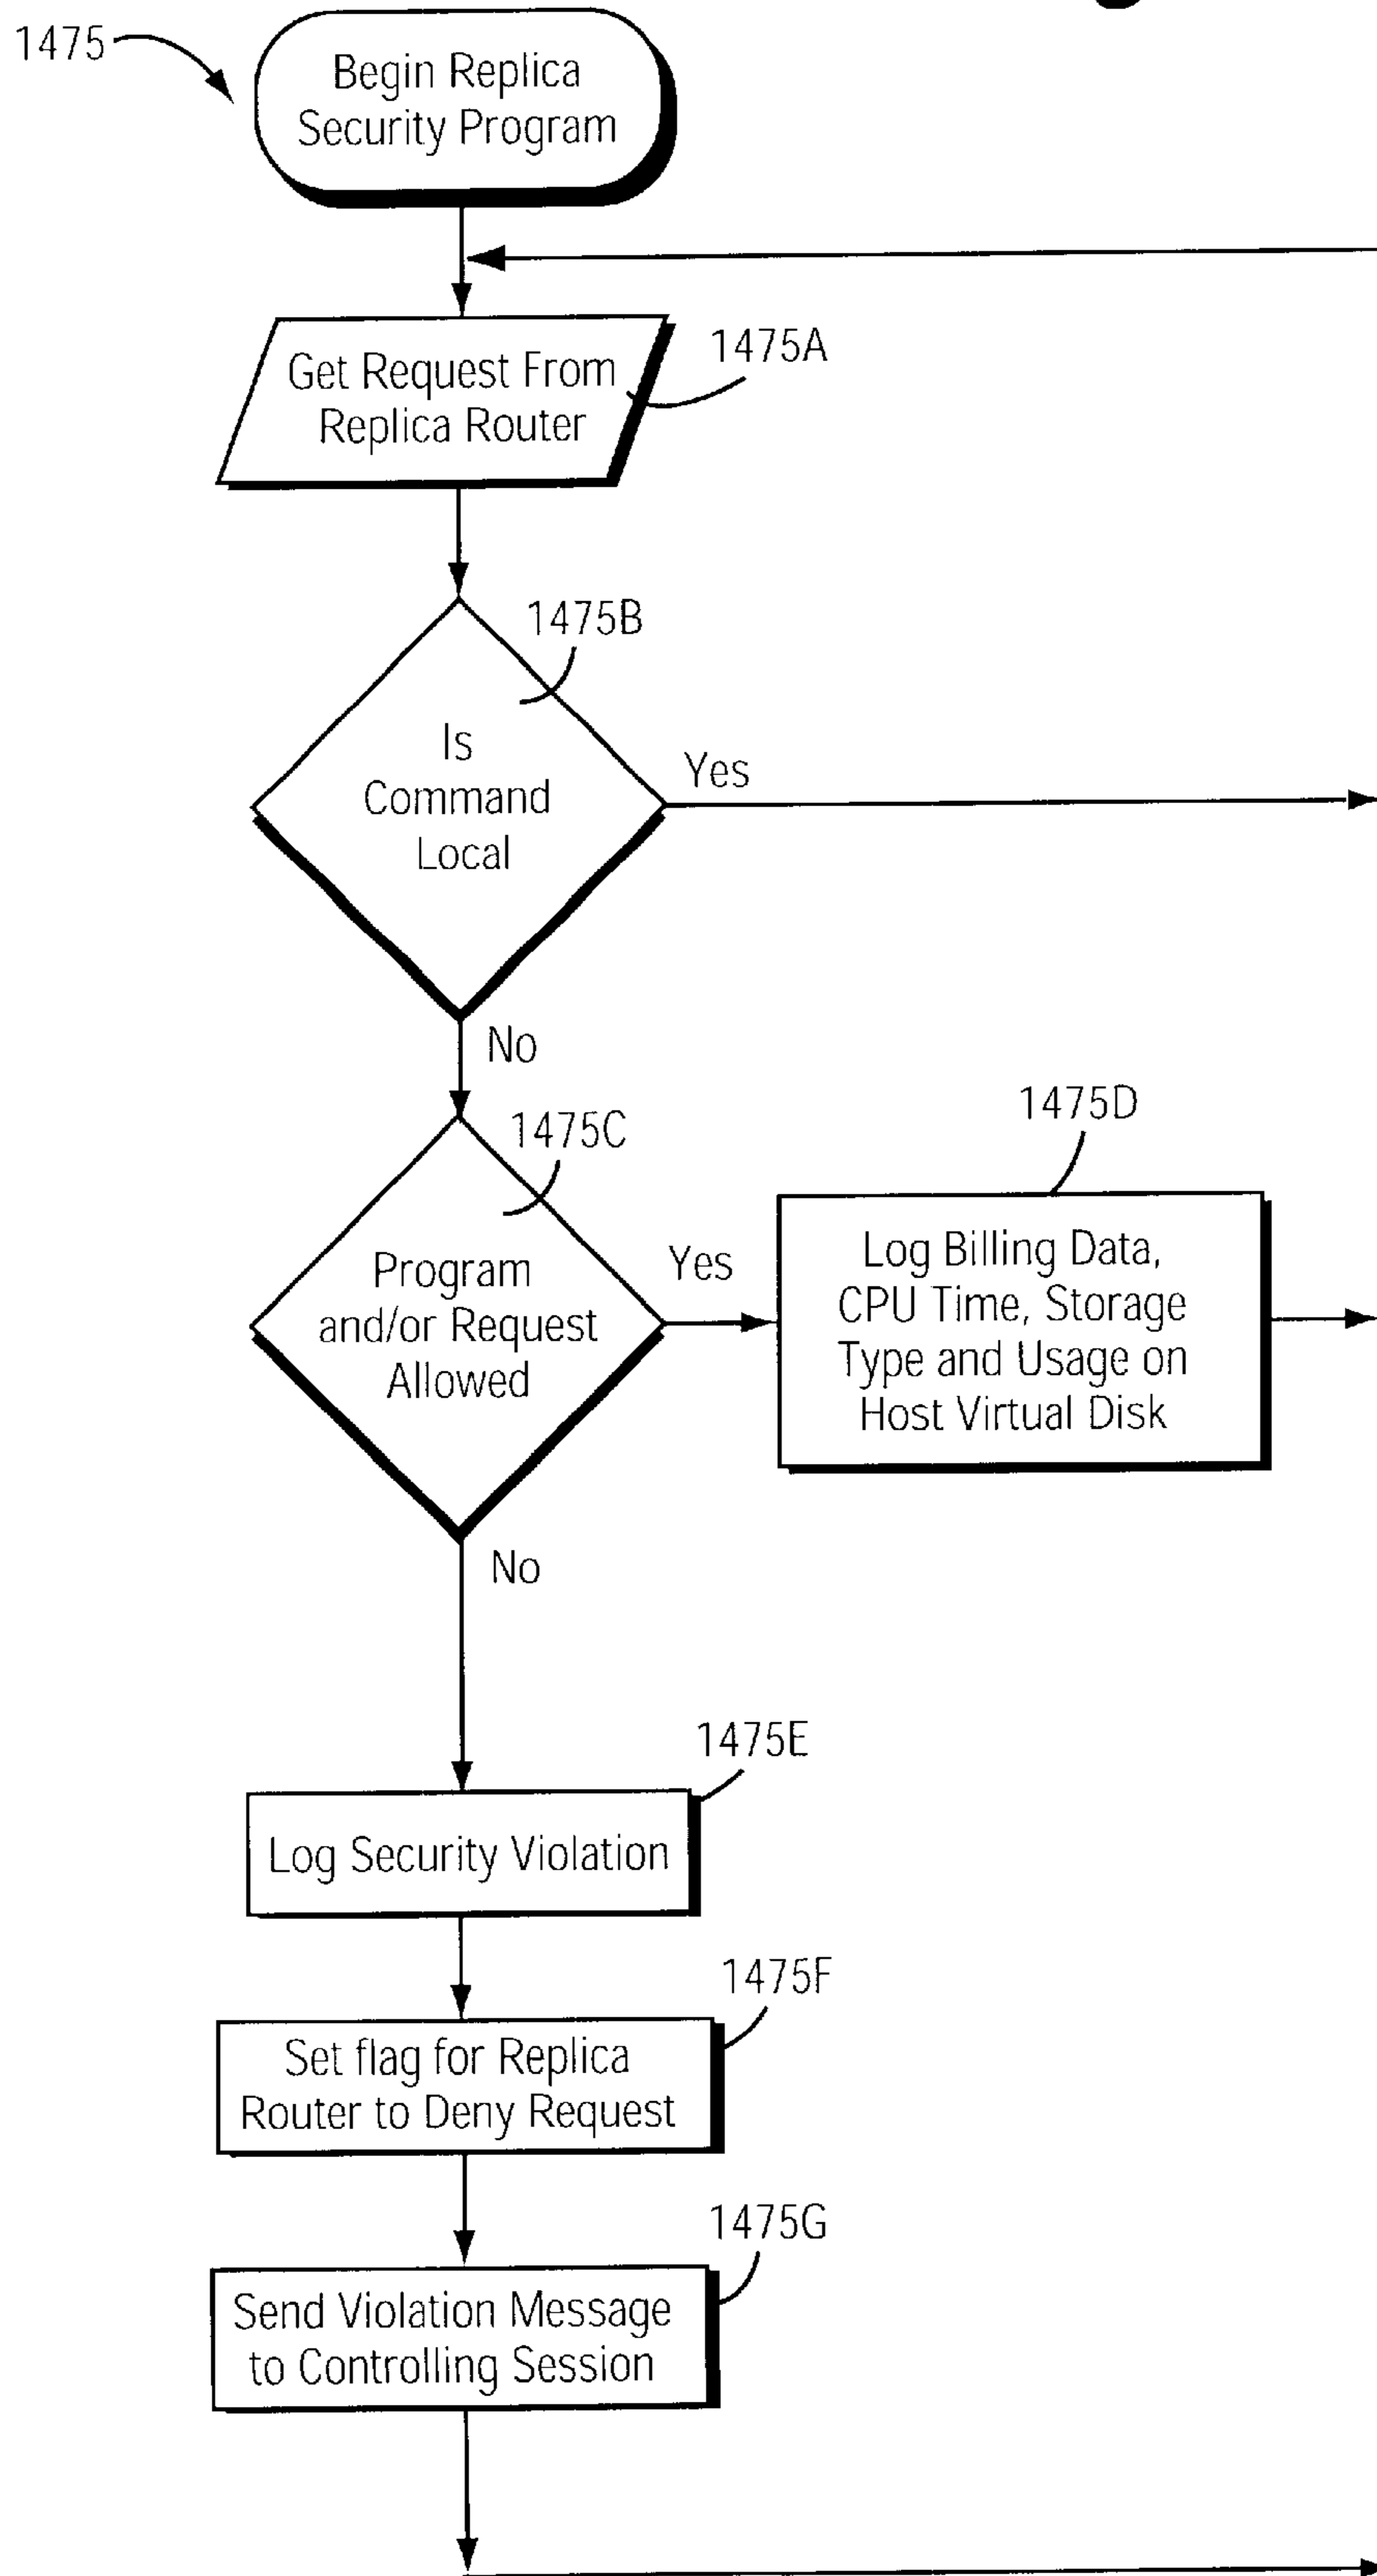 1475
Begin Replica
Security Program
Get Request From
Replica Router
1475A
1475B
Is
Command
Local
Yes
No
1475C
Program
and/or Request
Allowed
Yes
1475D
Log Billing Data,
CPU Time, Storage
Type and Usage on
Host Virtual Disk
No
1475E
Log Security Violation
1475F
Set flag for Replica
Router to Deny Request
1475G
Send Violation Message
to Controlling Session